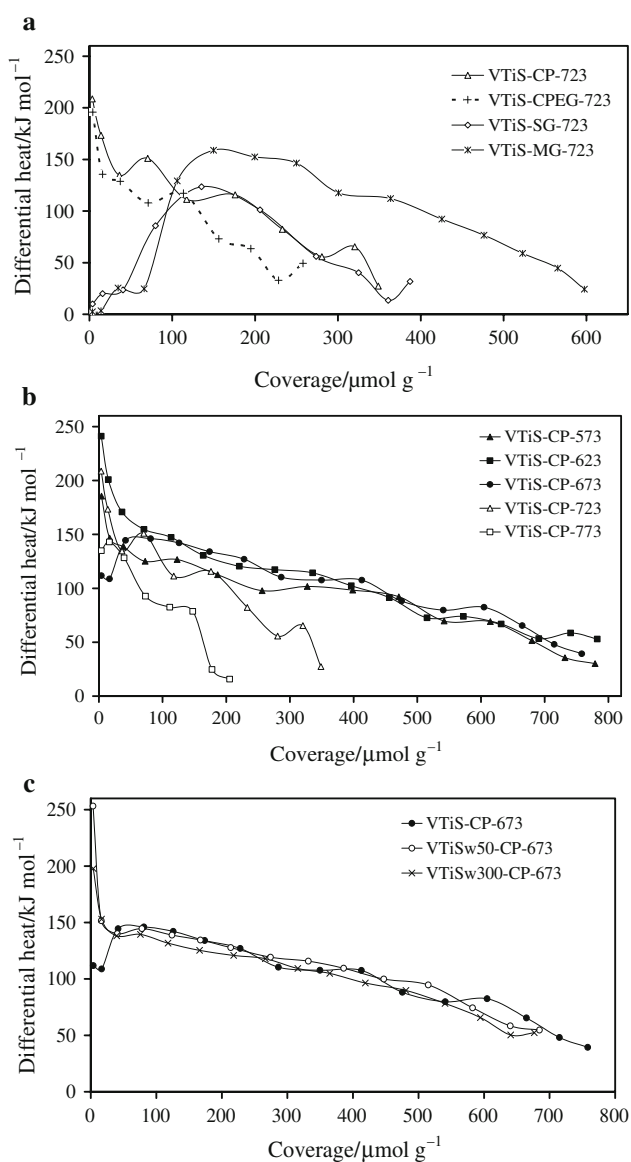 a
Differential heat/kJ mol⁻¹
250
200
150
100
50
0
VTiS-CP-723
VTiS-CPEG-723
VTiS-SG-723
VTiS-MG-723
0 100 200 300 400 500 600
Coverage/µmol g⁻¹
b
Differential heat/kJ mol⁻¹
250
200
150
100
50
0
VTiS-CP-573
VTiS-CP-623
VTiS-CP-673
VTiS-CP-723
VTiS-CP-773
0 100 200 300 400 500 600 700 800
Coverage/µmol g⁻¹
c
Differential heat/kJ mol⁻¹
250
200
150
100
50
0
VTiS-CP-673
VTiSw50-CP-673
VTiSw300-CP-673
0 100 200 300 400 500 600 700 800
Coverage/µmol g⁻¹